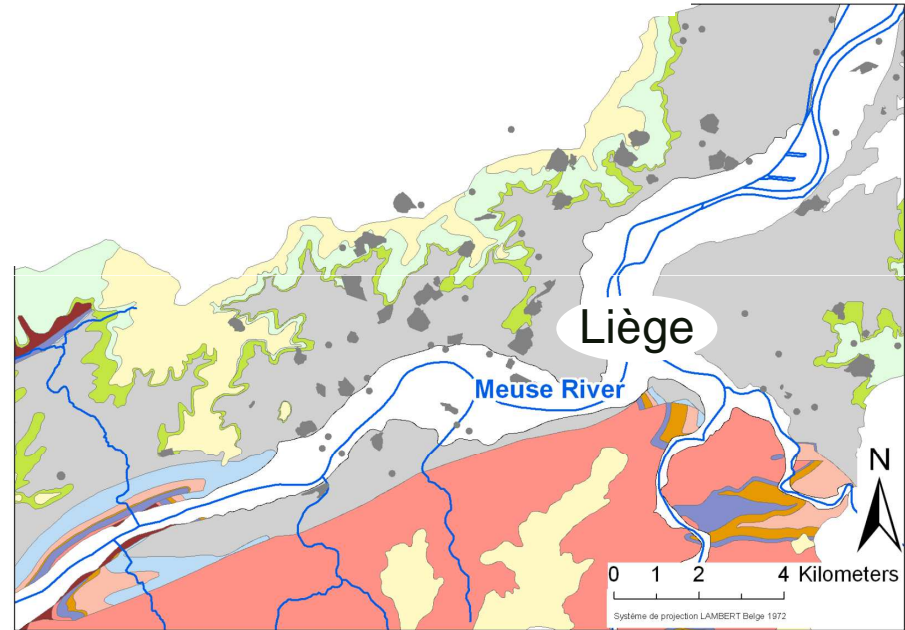 Liège
Meuse River
N
0 1 2 4 Kilometers
Système de projection LAMBERT Belge 1972